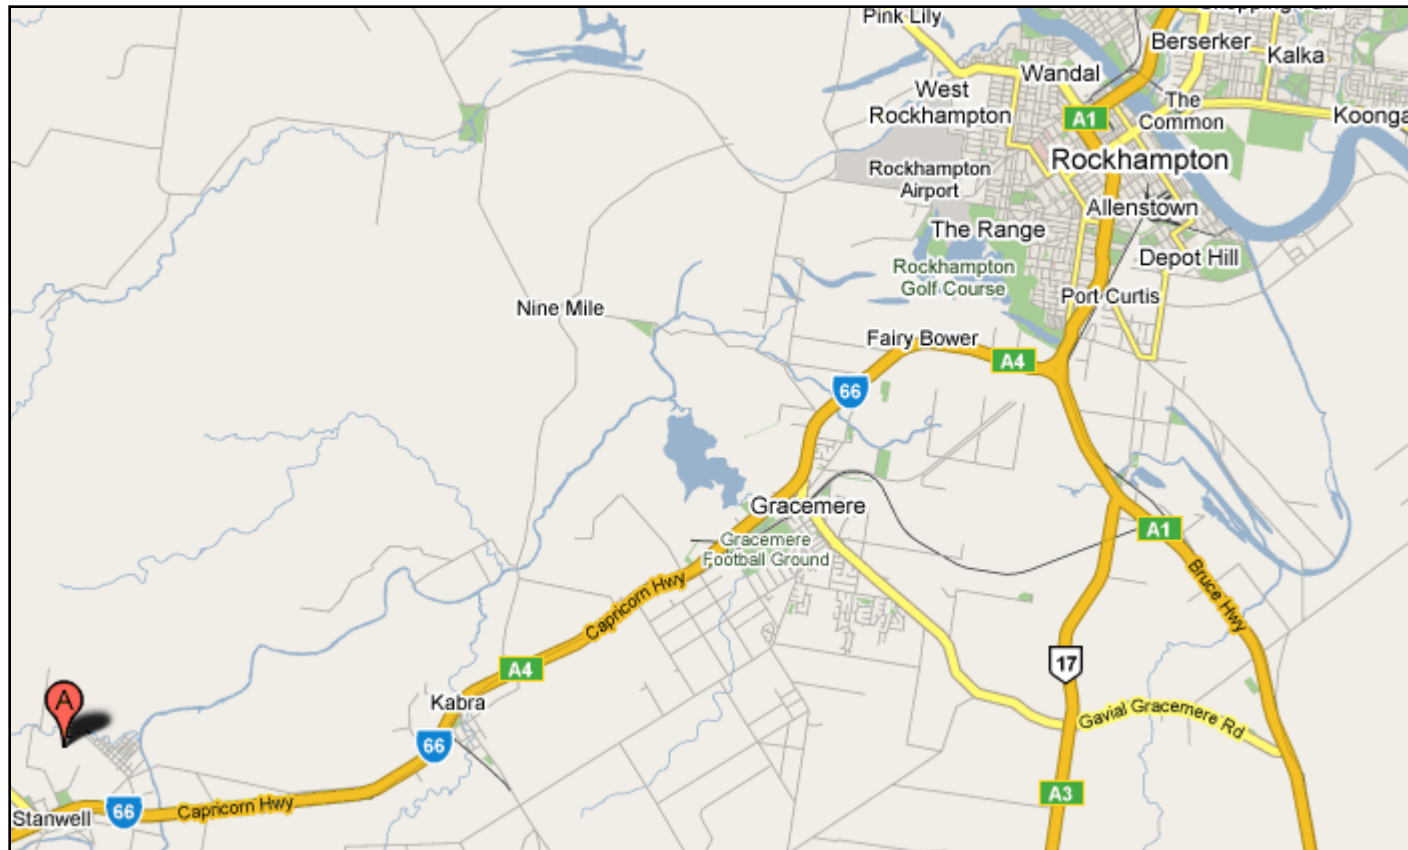 Pink Lily
Berserker
Kalka
Wandal
West
Rockhampton
The
Common
Koonga
A1
Rockhampton
Rockhampton
Airport
Allenstown
The Range
Depot Hill
Rockhampton
Golf Course
Port Curtis
Nine Mile
Fairy Bower
A4
66
Gracemere
A1
Gracemere
Football Ground
Capricorn Hwy
Bruce Hwy
17
A4
A
Kabra
Gavial Gracemere Rd
66
A3
66
Capricorn Hwy
Stanwell